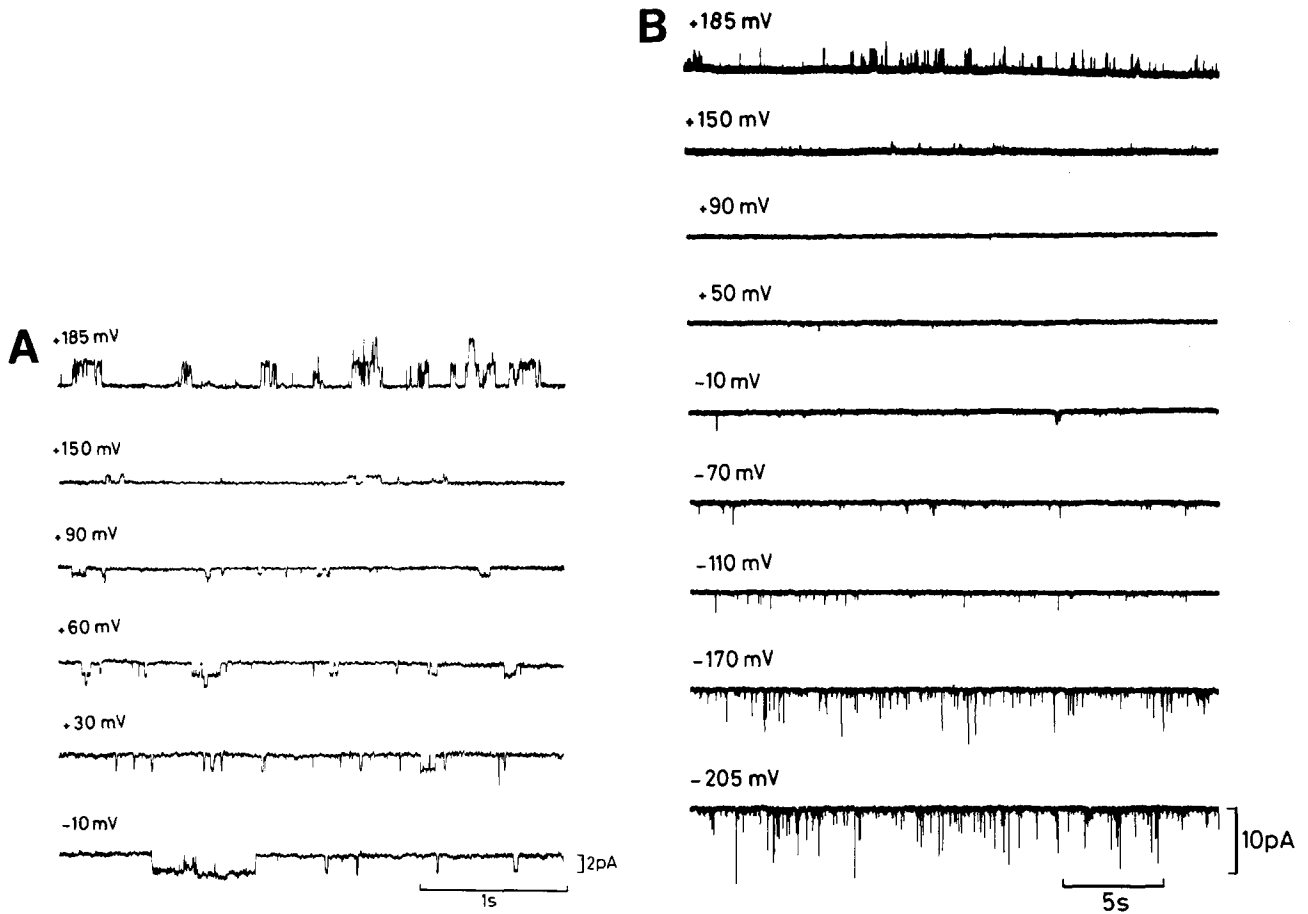 A
+185 mV
+150 mV
+90 mV
+60 mV
+30 mV
-10 mV
2pA
1s
B
+185 mV
+150 mV
+90 mV
+50 mV
-10 mV
-70 mV
-110 mV
-170 mV
-205 mV
10pA
5s